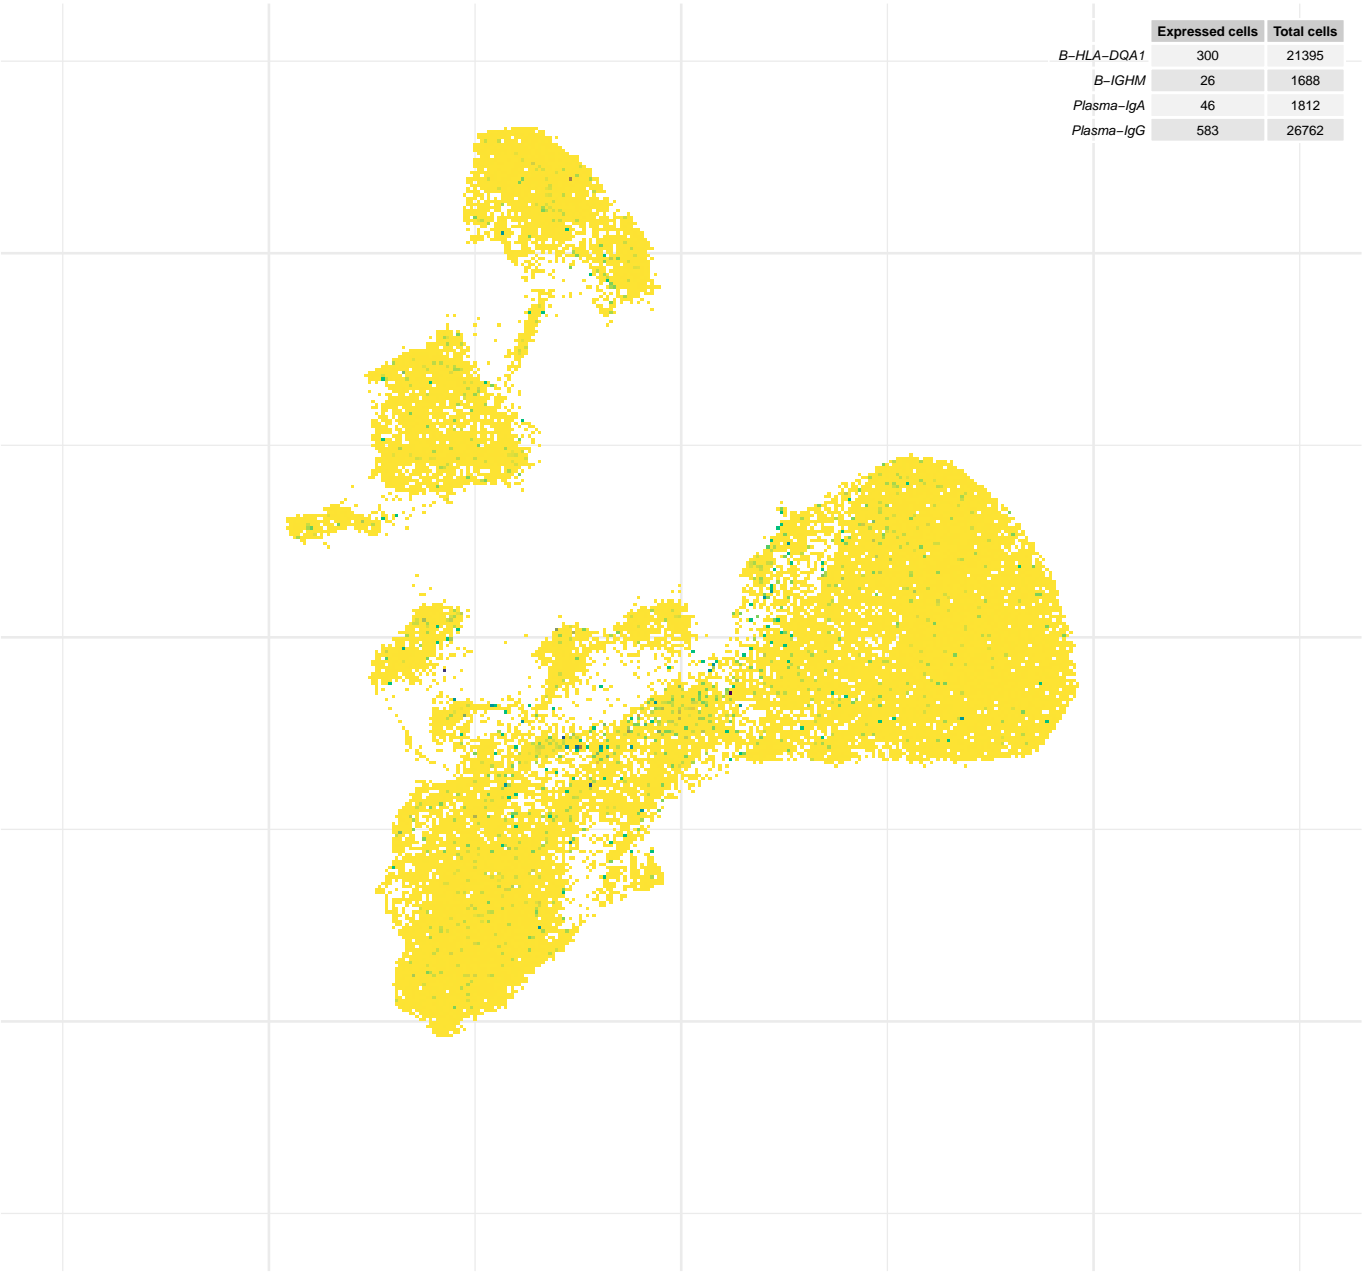 Expressed cells Total cells
B−HLA−DQA1 300 21395
B−IGHM 26 1688
Plasma−IgA 46 1812
Plasma−IgG 583 26762